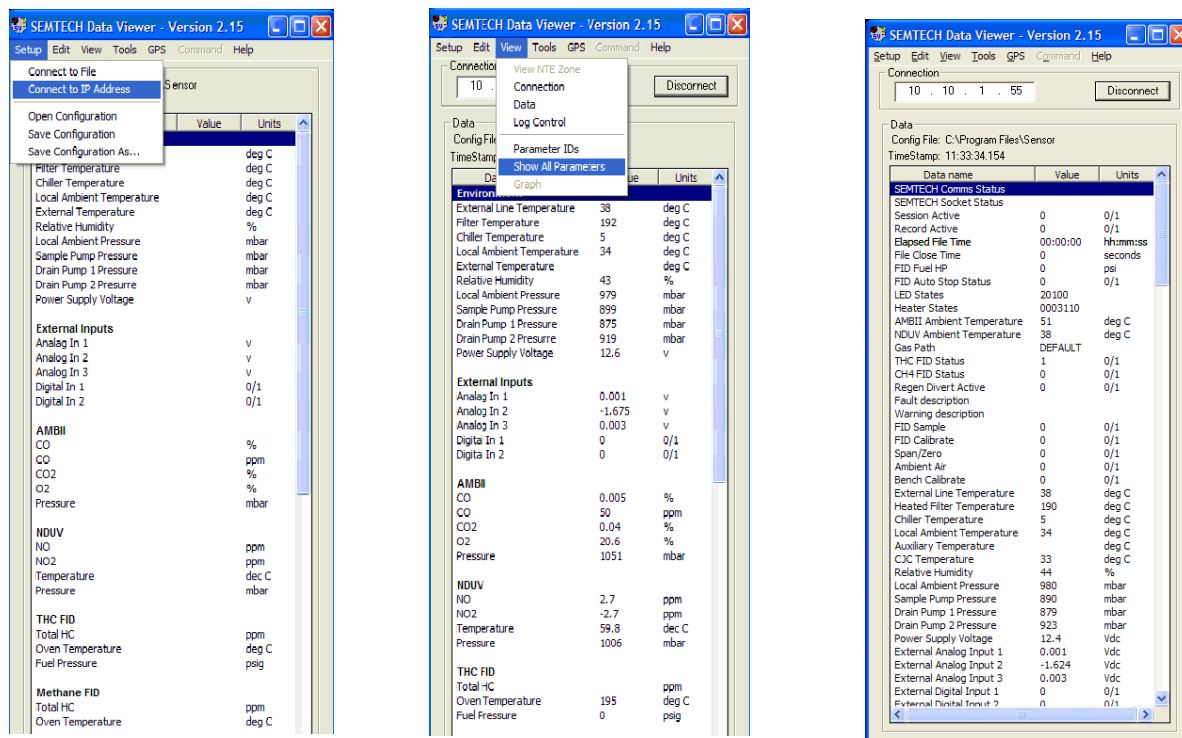 SEMTECH Data Viewer - Version 2.15
Setup Edit View Tools GPS Command Help
Connect to File
Connect to IP Address
Sensor
Open Configuration
Save Configuration
Save Configuration As...
Value Units
deg C
Filter Temperature deg C
Chiller Temperature deg C
Local Ambient Temperature deg C
External Temperature deg C
Relative Humidity %
Local Ambient Pressure mbar
Sample Pump Pressure mbar
Drain Pump 1 Pressure mbar
Drain Pump 2 Presurre mbar
Power Supply Voltage v
External Inputs
Analag In 1 v
Analog In 2 v
Analog In 3 v
Digital In 1 0/1
Digital In 2 0/1
AMBII
CO %
CO ppm
CO2 %
O2 %
Pressure mbar
NDUV
NO ppm
NO2 ppm
Temperature dec C
Pressure mbar
THC FID
Total HC ppm
Oven Temperature deg C
Fuel Pressure psig
Methane FID
Total HC ppm
Oven Temperature deg C
SEMTECH Data Viewer - Version 2.15
Setup Edit View Tools GPS Command Help
Connection
10 .
Disconnect
View NTE Zone
Connection
Data
Log Control
Parameter IDs
Show All Parameters
Graph
Data
Config File
TimeStamp
Da ue Units
Environ
External Line Temperature 38 deg C
Filter Temperature 192 deg C
Chiller Temperature 5 deg C
Local Ambient Temperature 34 deg C
External Temperature deg C
Relative Humidity 43 %
Local Ambient Pressure 979 mbar
Sample Pump Pressure 899 mbar
Drain Pump 1 Pressure 875 mbar
Drain Pump 2 Presurre 919 mbar
Power Supply Voltage 12.6 v
External Inputs
Analag In 1 0.001 v
Analog In 2 -1.675 v
Analog In 3 0.003 v
Digital In 1 0 0/1
Digital In 2 0 0/1
AMBII
CO 0.005 %
CO 50 ppm
CO2 0.04 %
O2 20.6 %
Pressure 1051 mbar
NDUV
NO 2.7 ppm
NO2 -2.7 ppm
Temperature 59.8 dec C
Pressure 1006 mbar
THC FID
Total HC ppm
Oven Temperature 195 deg C
Fuel Pressure 0 psig
SEMTECH Data Viewer - Version 2.15
Setup Edit View Tools GPS Command Help
Connection
10 . 10 . 1 . 55 Disconnect
Data
Config File: C:\Program Files\Sensor
TimeStamp: 11:33:34.154
Data name Value Units
SEMTECH Comms Status
SEMTECH Socket Status
Session Active 0 0/1
Record Active 0 0/1
Elapsed File Time 00:00:00 hh:mm:ss
File Close Time 0 seconds
FID Fuel HP 0 psi
FID Auto Stop Status 0 0/1
LED States 20100
Heater States 0003110
AMBII Ambient Temperature 51 deg C
NDUV Ambient Temperature 38 deg C
Gas Path DEFAULT
THC FID Status 1 0/1
CH4 FID Status 0 0/1
Regen Divert Active 0 0/1
Fault description
Warning description
FID Sample 0 0/1
FID Calibrate 0 0/1
Span/Zero 0 0/1
Ambient Air 0 0/1
Bench Calibrate 0 0/1
External Line Temperature 38 deg C
Heated Filter Temperature 190 deg C
Chiller Temperature 5 deg C
Local Ambient Temperature 34 deg C
Auxiliary Temperature deg C
CJC Temperature 33 deg C
Relative Humidity 44 %
Local Ambient Pressure 980 mbar
Sample Pump Pressure 890 mbar
Drain Pump 1 Pressure 879 mbar
Drain Pump 2 Pressure 923 mbar
Power Supply Voltage 12.4 Vdc
External Analog Input 1 0.001 Vdc
External Analog Input 2 -1.624 Vdc
External Analog Input 3 0.003 Vdc
External Digital Input 1 0 0/1
External Digital Input 2 0 0/1